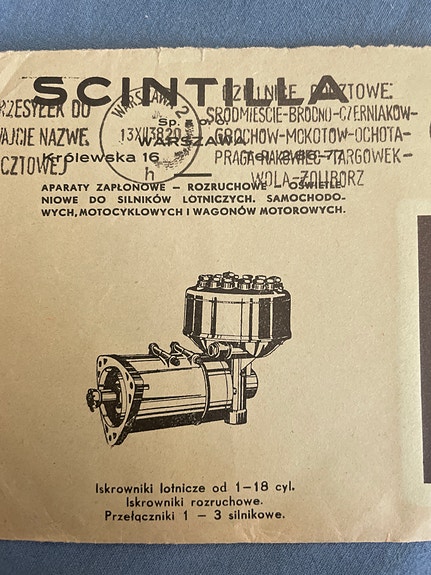 SCINTILLA
Sp. z o. o.
WARSZAWA
Królewska 16
WARSZAWA 2
13 XII 38 20
h
DZIELNICE POCZTOWE:
ŚRÓDMIEŚCIE-BRÓDNO-CZERNIAKÓW-
GROCHÓW-MOKOTÓW-OCHOTA-
PRAGA-RAKOWIEC-TARGÓWEK-
WOLA-ŻOLIBORZ
RZESYŁEK DO
WAJCIE NAZWĘ
CZTOWEJ
APARATY ZAPŁONOWE – ROZRUCHOWE – OŚWIETLE-
NIOWE DO SILNIKÓW LOTNICZYCH, SAMOCHODO-
WYCH, MOTOCYKLOWYCH I WAGONÓW MOTOROWYCH.
Iskrowniki lotnicze od 1–18 cyl.
Iskrowniki rozruchowe.
Przełączniki 1 – 3 silnikowe.